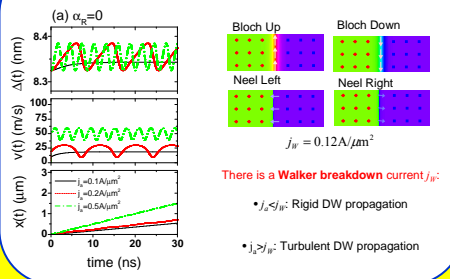 (a) α_R=0
Δ(t) (nm)
8.4
8.3
v(t) (m/s)
100
75
50
25
0
x(t) (μm)
3
2
1
0
j_a=0.1A/μm²
j_a=0.2A/μm²
j_a=0.5A/μm²
0 10 20 30
time (ns)
Bloch Up Bloch Down
Neel Left Neel Right
j_W = 0.12A/μm²
There is a Walker breakdown current j_W:
• j_a<j_W: Rigid DW propagation
• j_a>j_W: Turbulent DW propagation